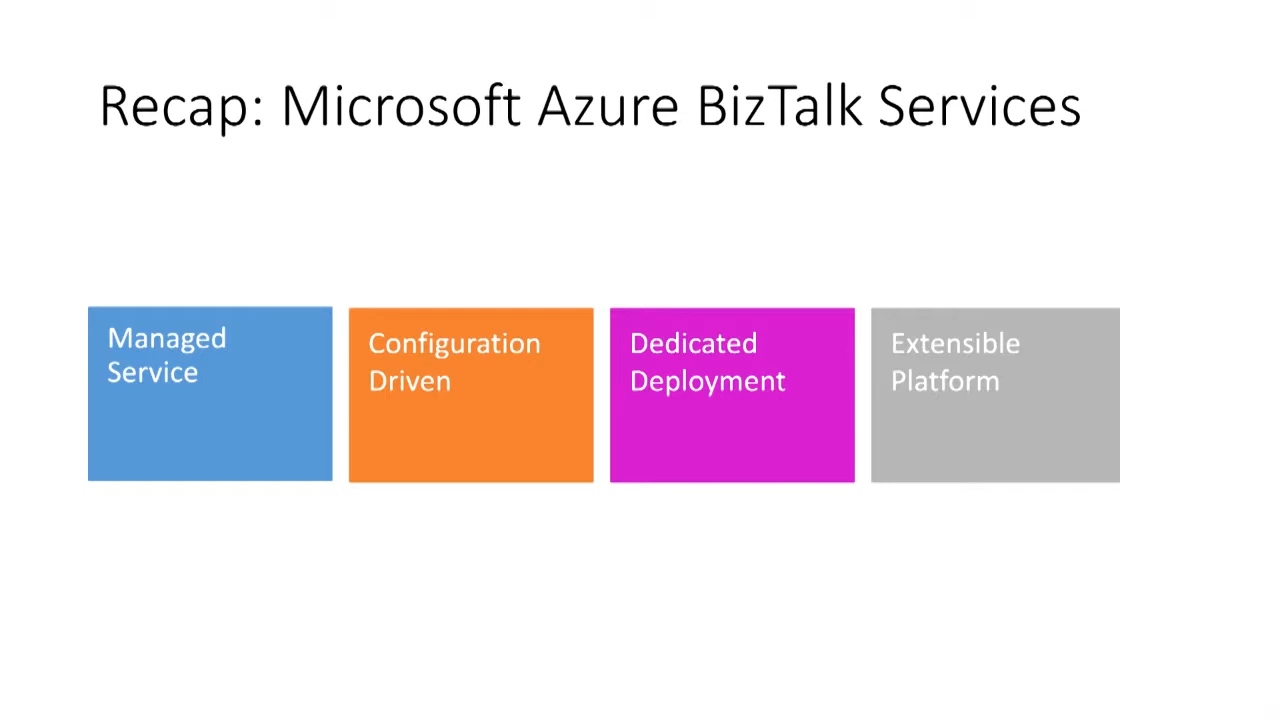 Recap: Microsoft Azure BizTalk Services
Managed
Service
Configuration
Driven
Dedicated
Deployment
Extensible
Platform